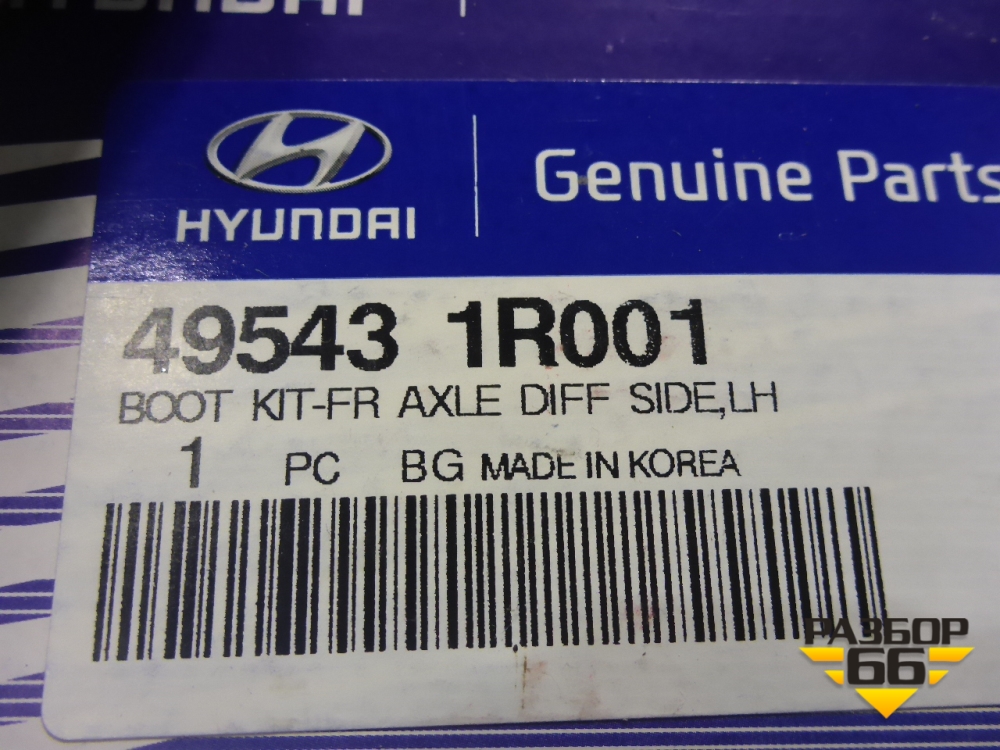 HYUNDAI
HYUNDAI
Genuine Parts
49543 1R001
BOOT KIT-FR AXLE DIFF SIDE,LH
1 PC BG MADE IN KOREA
РАЗБОР
66